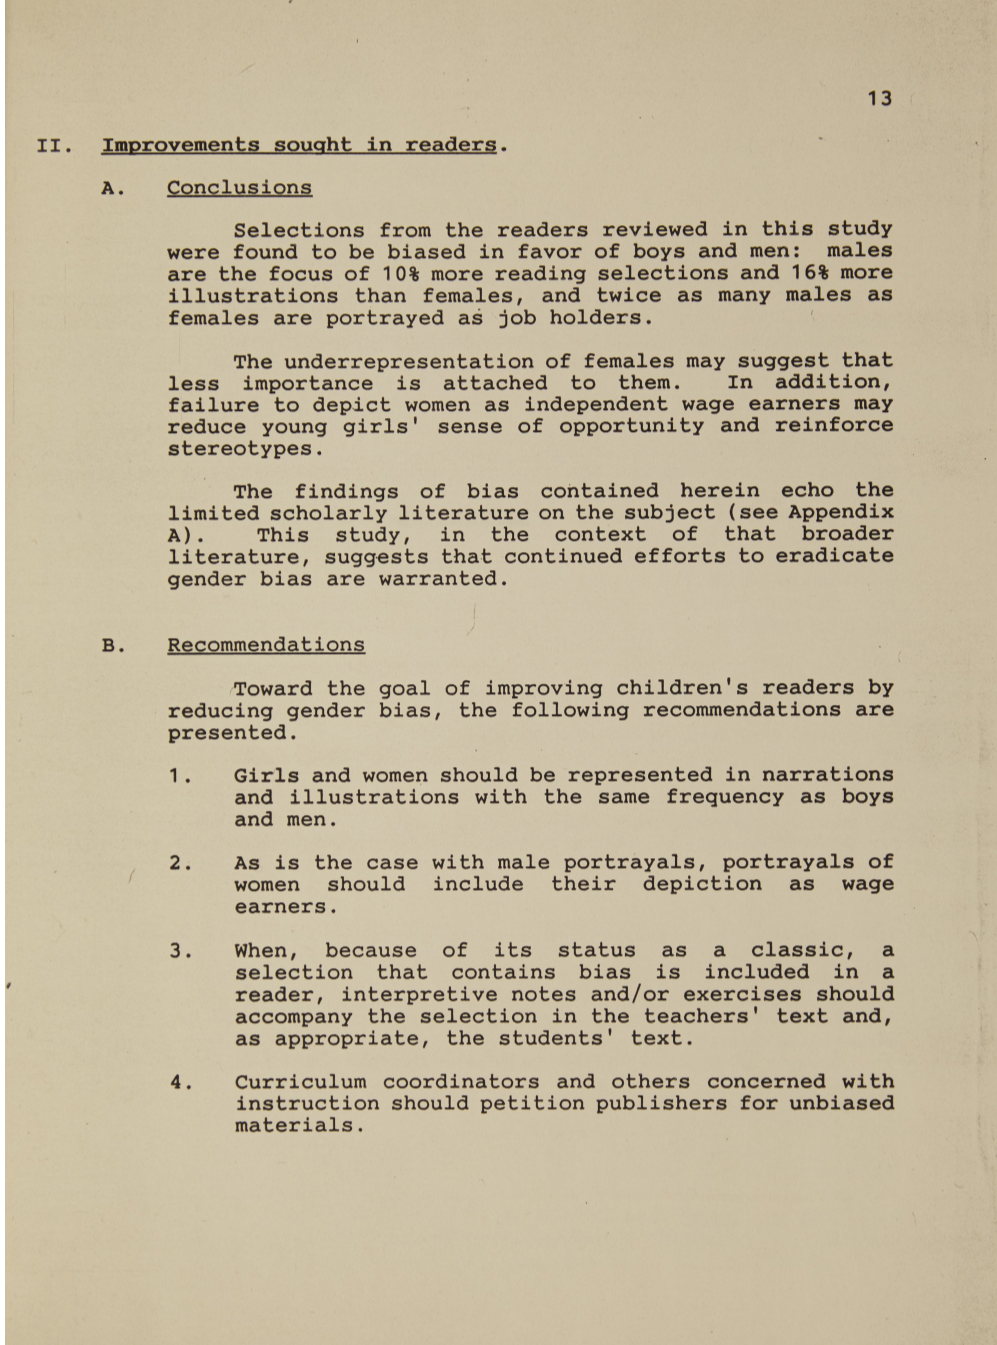 13
II. Improvements sought in readers.
A. Conclusions
Selections from the readers reviewed in this study
were found to be biased in favor of boys and men: males
are the focus of 10% more reading selections and 16% more
illustrations than females, and twice as many males as
females are portrayed as job holders.
The underrepresentation of females may suggest that
less importance is attached to them. In addition,
failure to depict women as independent wage earners may
reduce young girls' sense of opportunity and reinforce
stereotypes.
The findings of bias contained herein echo the
limited scholarly literature on the subject (see Appendix
A). This study, in the context of that broader
literature, suggests that continued efforts to eradicate
gender bias are warranted.
B. Recommendations
Toward the goal of improving children's readers by
reducing gender bias, the following recommendations are
presented.
1. Girls and women should be represented in narrations
and illustrations with the same frequency as boys
and men.
2. As is the case with male portrayals, portrayals of
women should include their depiction as wage
earners.
3. When, because of its status as a classic, a
selection that contains bias is included in a
reader, interpretive notes and/or exercises should
accompany the selection in the teachers' text and,
as appropriate, the students' text.
4. Curriculum coordinators and others concerned with
instruction should petition publishers for unbiased
materials.